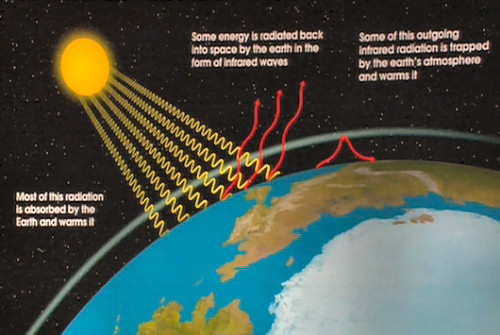 Some energy is radiated back
into space by the earth in the
form of infrared waves
Some of this outgoing
infrared radiation is trapped
by the earth's atmosphere
and warms it
Most of this radiation
is absorbed by the
Earth and warms it